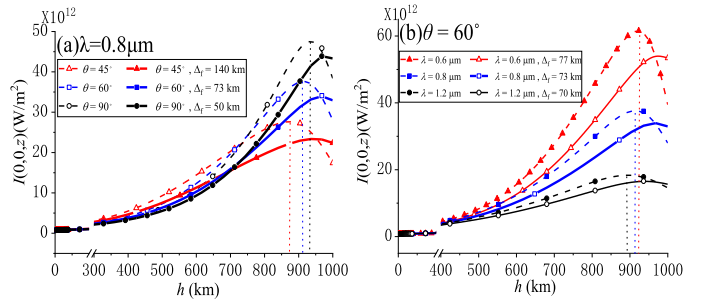 X10¹²
(a)λ=0.8μm
50
40
30
20
10
0
I(0,0,z)(W/m²)
θ = 45° θ = 45° , Δf = 140 km
θ = 60° θ = 60° , Δf = 73 km
θ = 90° θ = 90° , Δf = 50 km
0 300 400 500 600 700 800 900 1000
h (km)
X10¹²
(b)θ = 60°
60
40
20
0
I(0,0,z)(W/m²)
λ = 0.6 μm λ = 0.6 μm , Δf = 77 km
λ = 0.8 μm λ = 0.8 μm , Δf = 73 km
λ = 1.2 μm λ = 1.2 μm , Δf = 70 km
0 400 500 600 700 800 900 1000
h (km)